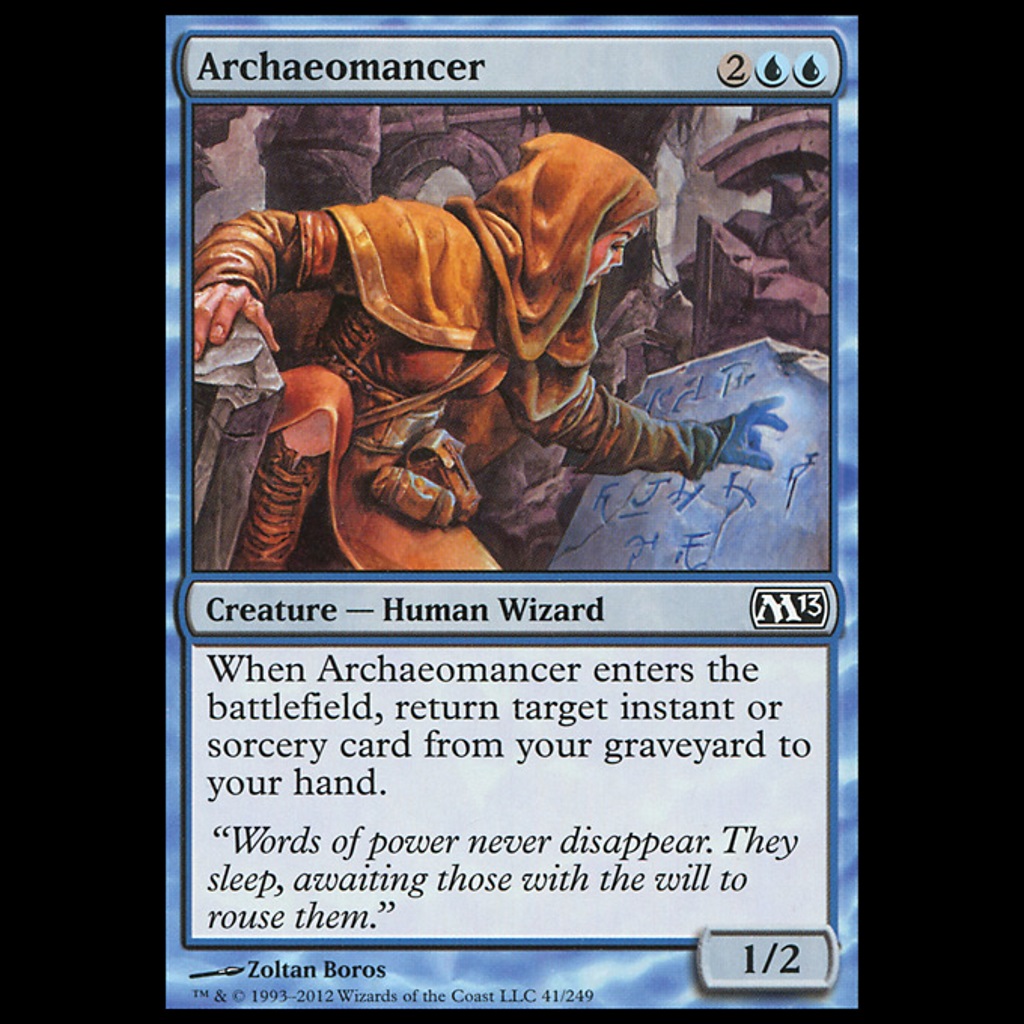 Archaeomancer 2
Creature — Human Wizard M13
When Archaeomancer enters the
battlefield, return target instant or
sorcery card from your graveyard to
your hand.
“Words of power never disappear. They
sleep, awaiting those with the will to
rouse them.”
1/2
Zoltan Boros
™ & © 1993–2012 Wizards of the Coast LLC 41/249